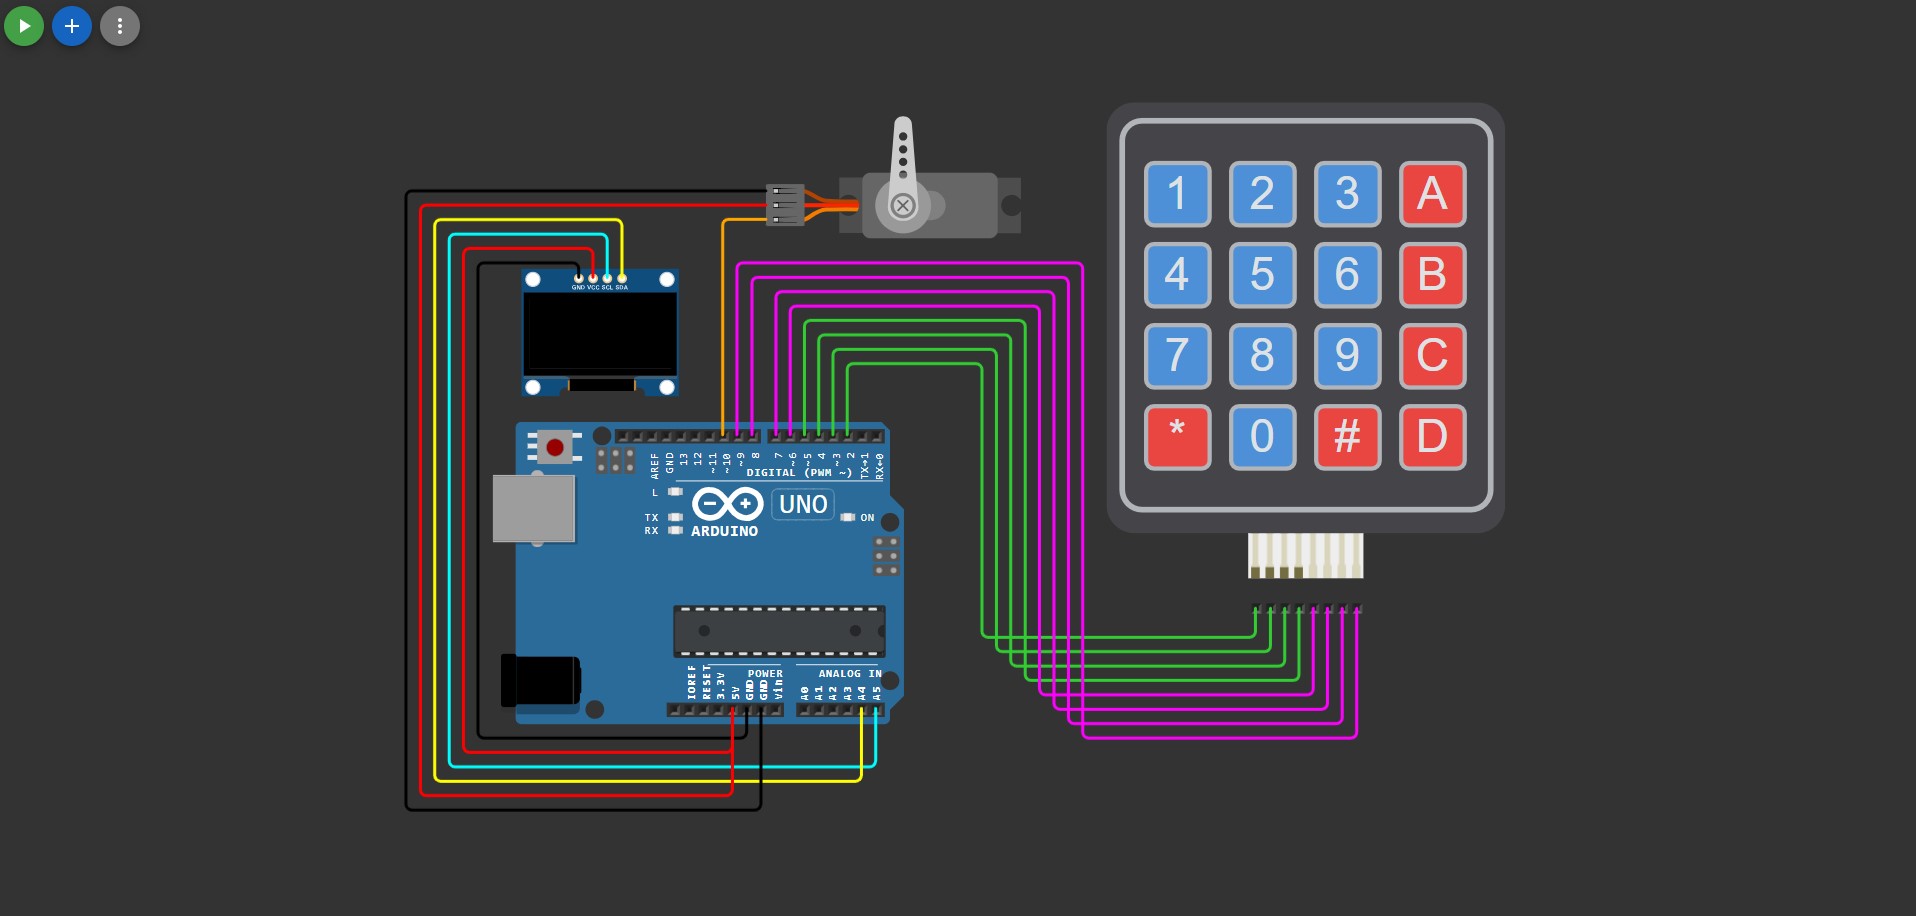 1 2 3 A
4 5 6 B
7 8 9 C
* 0 # D
GND VCC SCL SDA
AREF GND 13 12 ~11 ~10 ~9 8 7 ~6 ~5 4 ~3 2 TX→1 RX←0
DIGITAL (PWM ~)
L
UNO
TX
ON
RX
ARDUINO
POWER
ANALOG IN
IOREF RESET 3.3V 5V GND GND Vin A0 A1 A2 A3 A4 A5